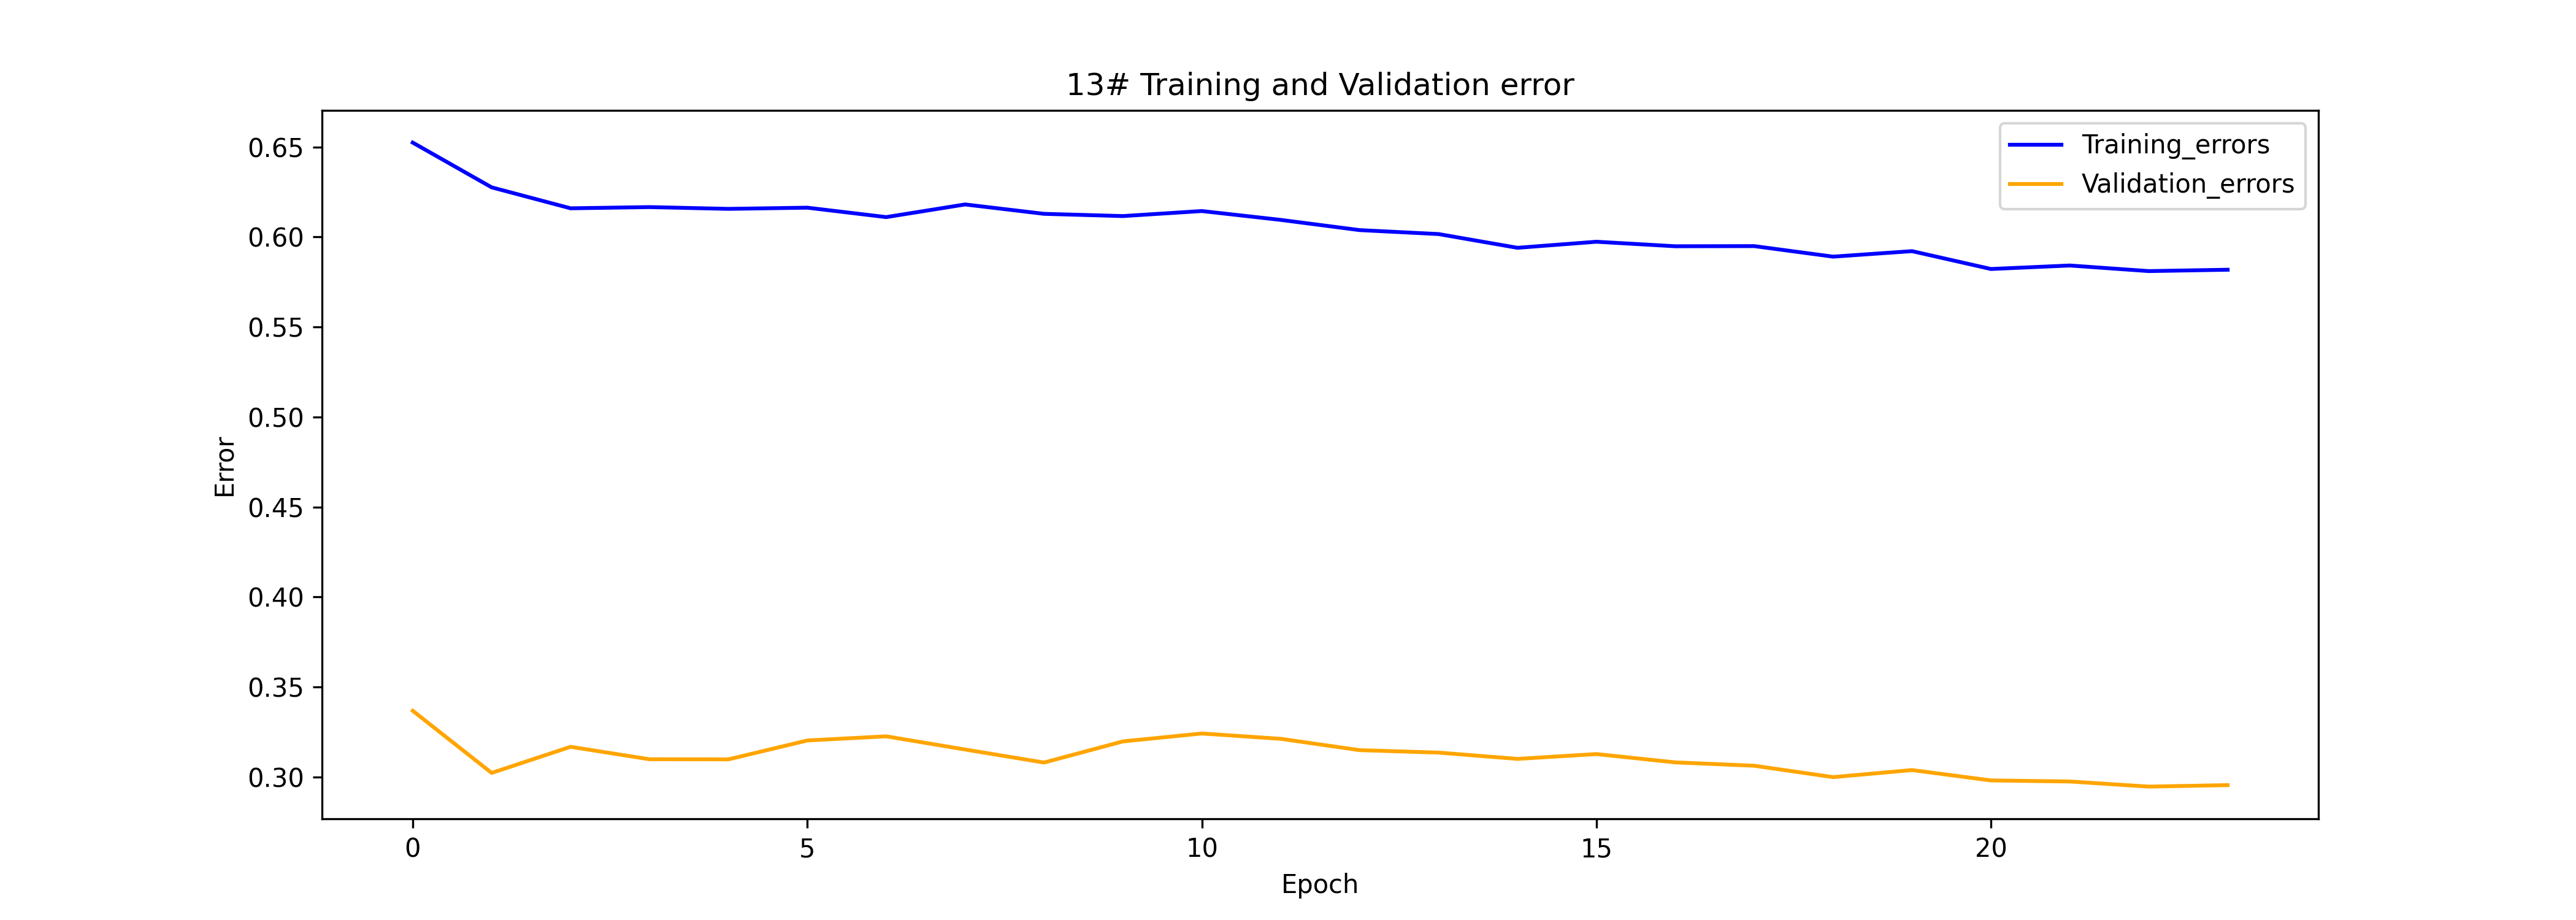 13# Training and Validation error
Training_errors
Validation_errors
0.65
0.60
0.55
0.50
0.45
0.40
0.35
0.30
Error
0 5 10 15 20
Epoch